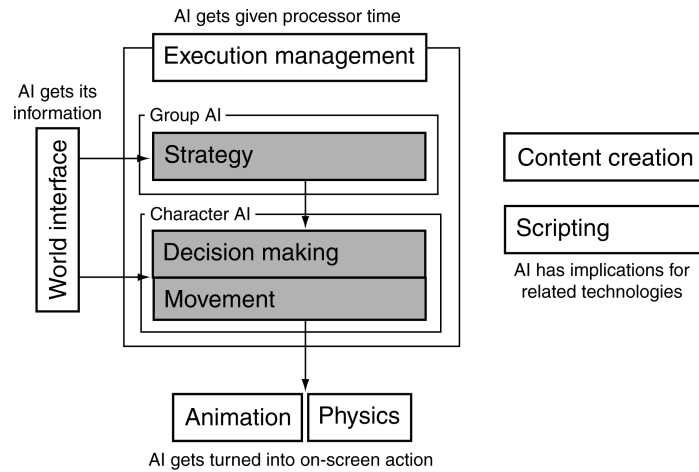 AI gets given processor time
Execution management
AI gets its
information
Group AI
Strategy
World interface
Character AI
Decision making
Movement
Animation
Physics
AI gets turned into on-screen action
Content creation
Scripting
AI has implications for
related technologies